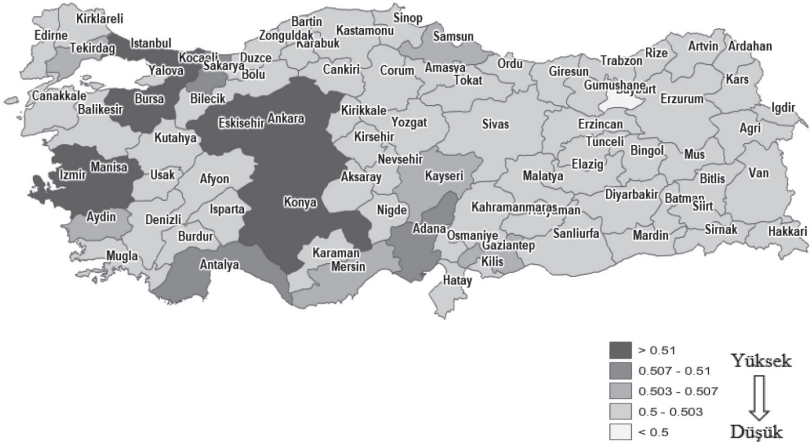 Kirklareli
Edirne
Tekirdag
Istanbul
Kocaeli
Yalova
Sakarya
Duzce
Bolu
Zonguldak
Bartin
Karabuk
Kastamonu
Sinop
Samsun
Cankiri
Corum
Amasya
Tokat
Ordu
Giresun
Trabzon
Rize
Artvin
Ardahan
Gumushane
Kars
Igdir
Canakkale
Balikesir
Bursa
Bilecik
Eskisehir
Ankara
Kirikkale
Yozgat
Kirsehir
Sivas
Erzincan
Erzurum
Agri
Kutahya
Manisa
Izmir
Usak
Afyon
Konya
Aksaray
Nevsehir
Kayseri
Malatya
Elazig
Tunceli
Bingol
Mus
Bitlis
Van
Aydin
Denizli
Isparta
Burdur
Mugla
Antalya
Karaman
Mersin
Nigde
Adana
Kahramanmaras
Osmaniye
Gaziantep
Kilis
Hatay
Sanliurfa
Diyarbakir
Batman
Siirt
Mardin
Sirnak
Hakkari
> 0.51
0.507 - 0.51
0.503 - 0.507
0.5 - 0.503
< 0.5
Yüksek
Düşük